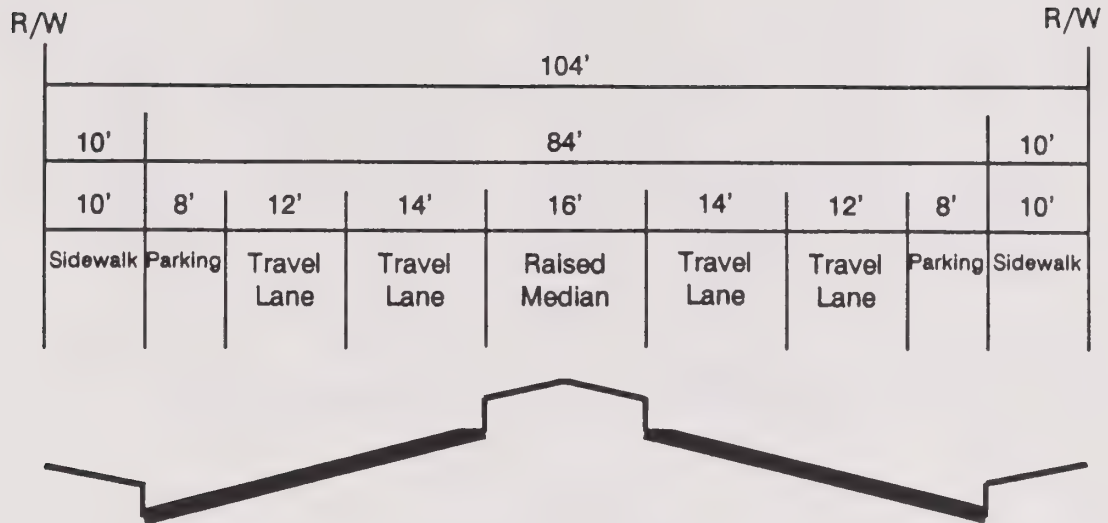 R/W R/W
104'
10' 84' 10'
10' 8' 12' 14' 16' 14' 12' 8' 10'
Sidewalk Parking Travel Lane Travel Lane Raised Median Travel Lane Travel Lane Parking Sidewalk